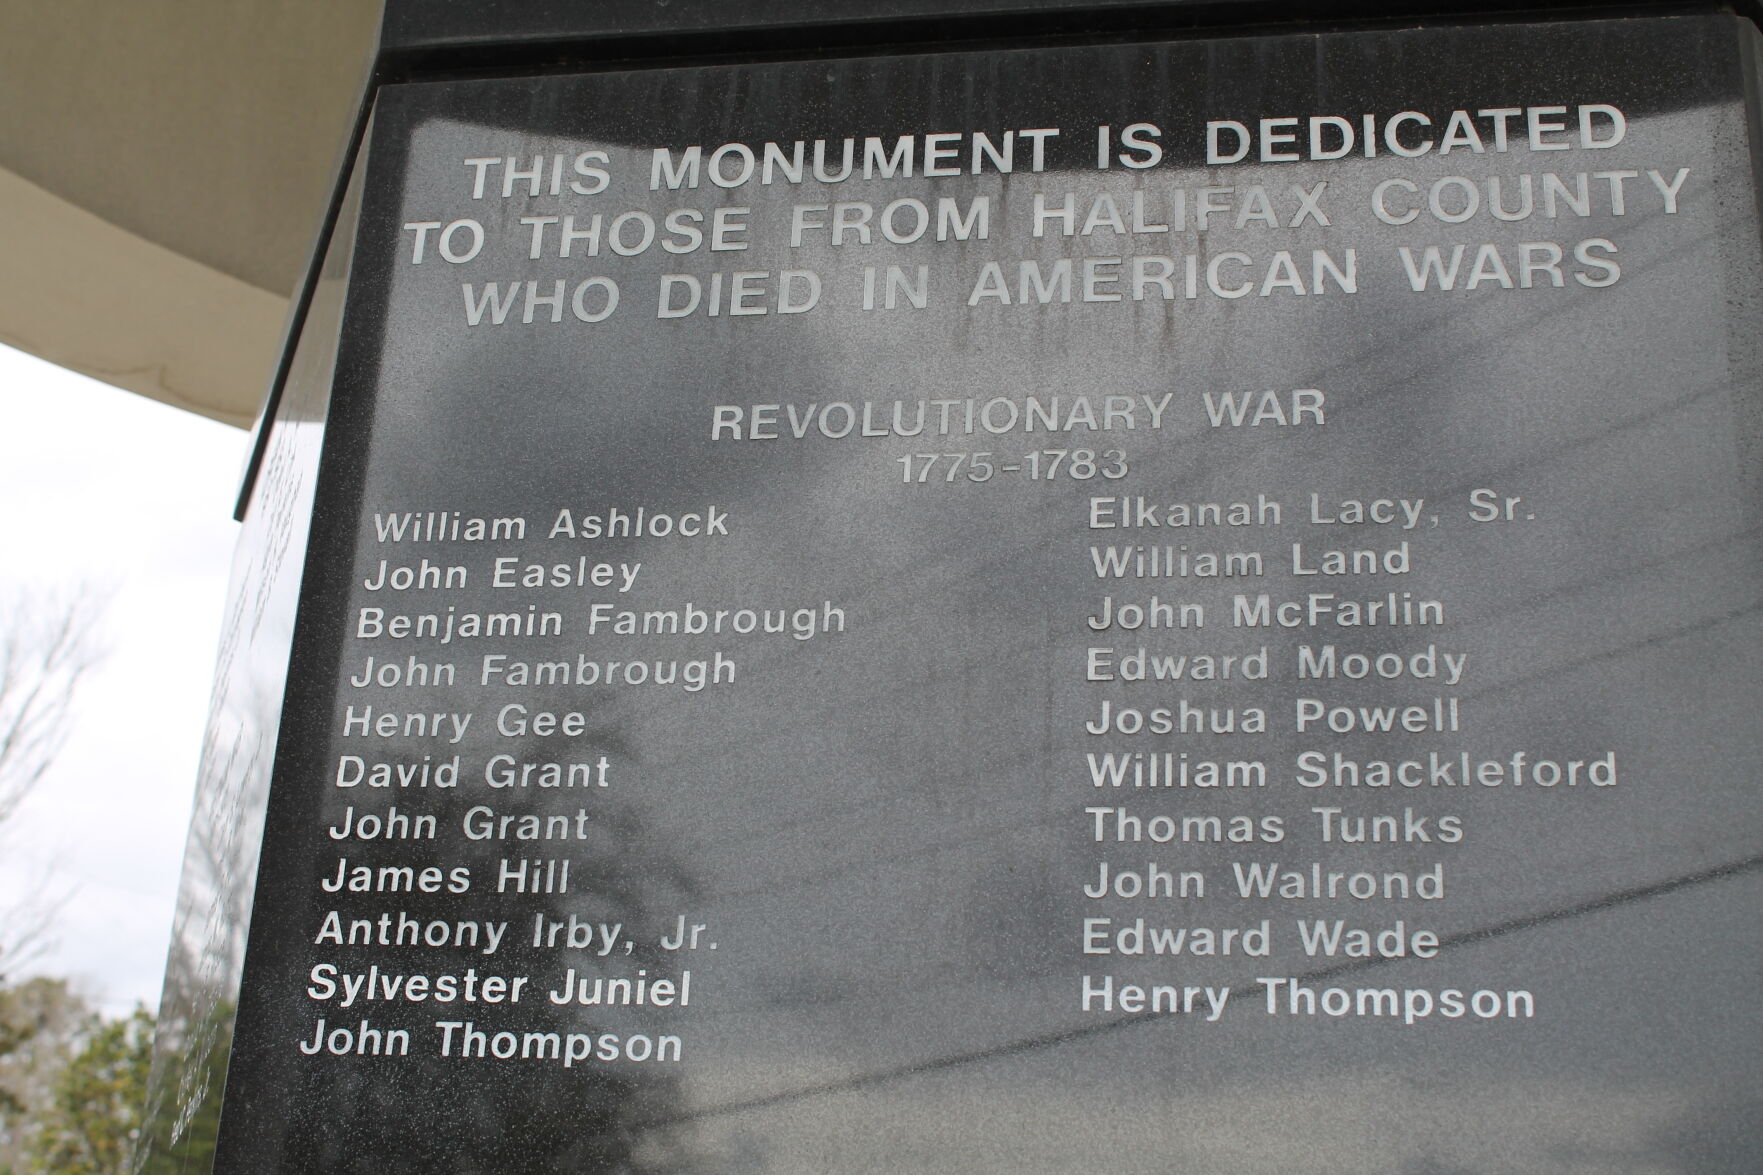 THIS MONUMENT IS DEDICATED
TO THOSE FROM HALIFAX COUNTY
WHO DIED IN AMERICAN WARS
REVOLUTIONARY WAR
1775-1783
William Ashlock
John Easley
Benjamin Fambrough
John Fambrough
Henry Gee
David Grant
John Grant
James Hill
Anthony Irby, Jr.
Sylvester Juniel
John Thompson
Elkanah Lacy, Sr.
William Land
John McFarlin
Edward Moody
Joshua Powell
William Shackleford
Thomas Tunks
John Walrond
Edward Wade
Henry Thompson